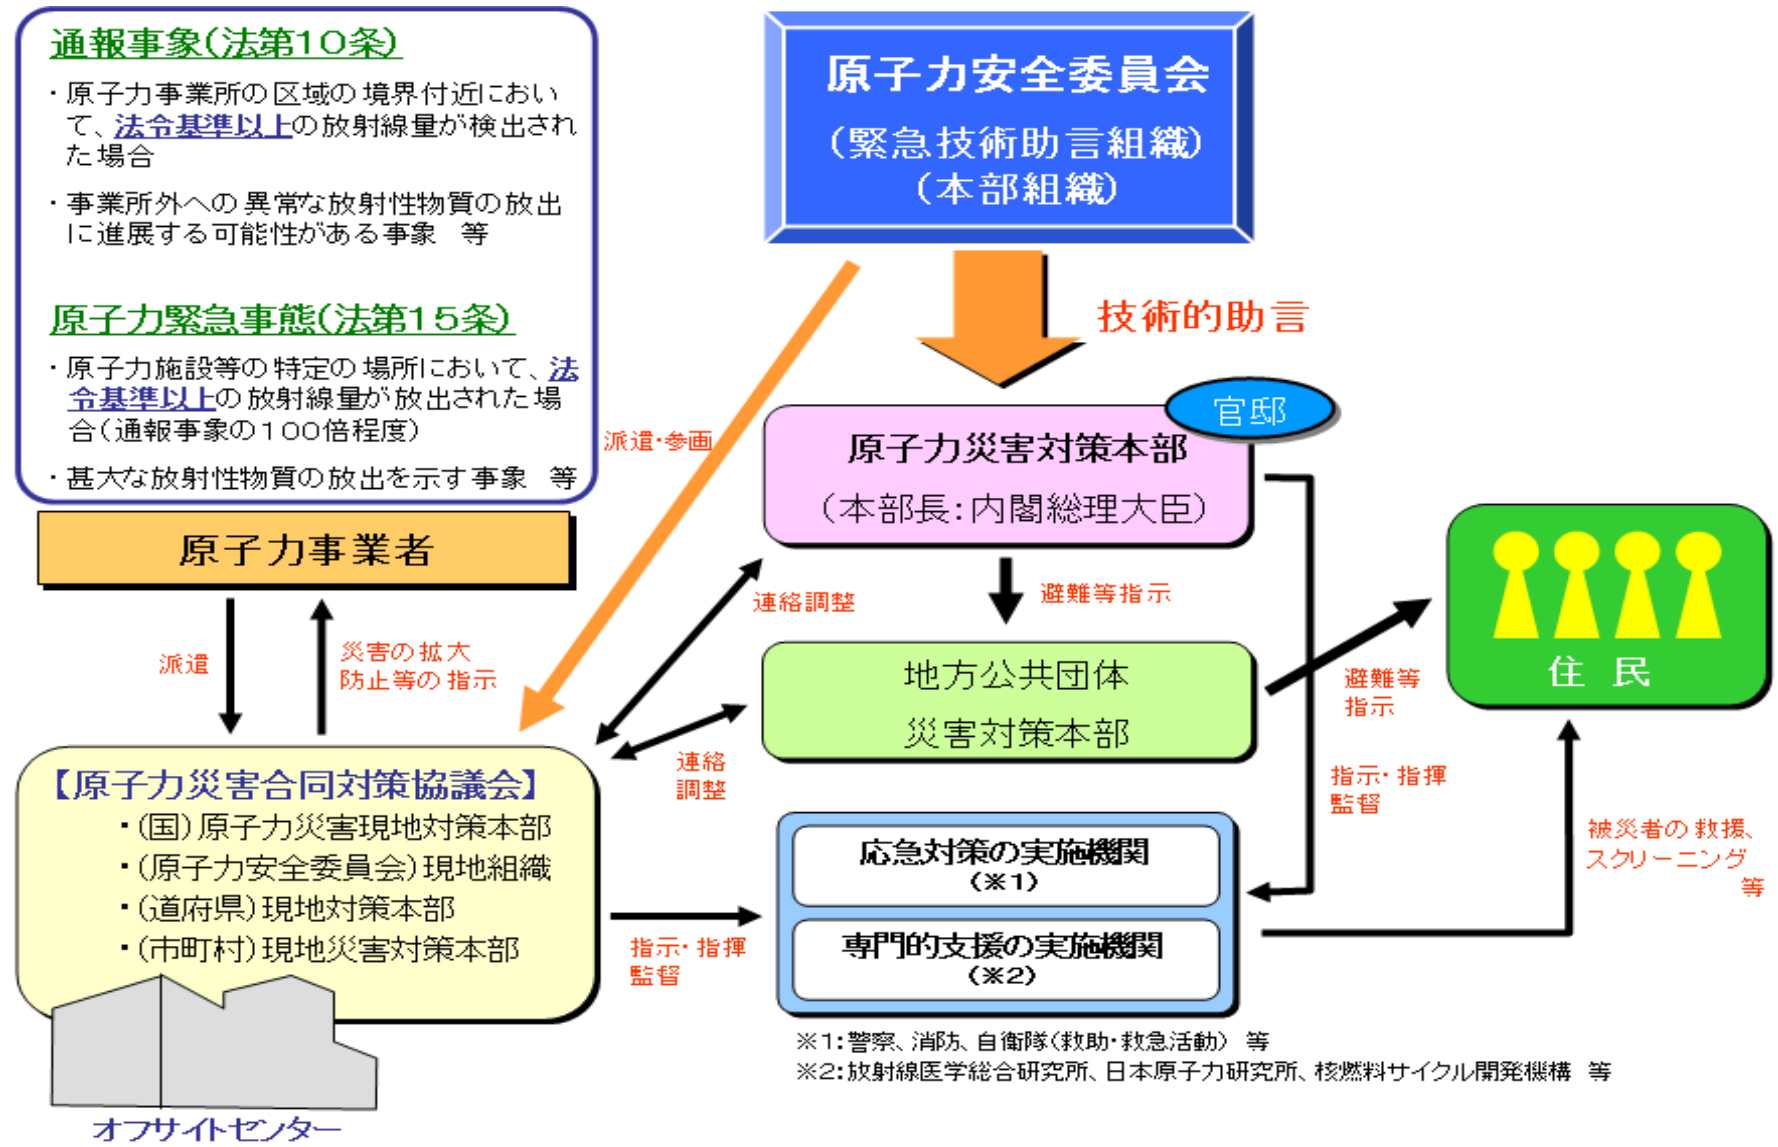 通報事象(法第10条)
・原子力事業所の区域の境界付近におい
て、法令基準以上の放射線量が検出され
た場合
・事業所外への異常な放射性物質の放出
に進展する可能性がある事象　等
原子力緊急事態(法第15条)
・原子力施設等の特定の場所において、法
令基準以上の放射線量が放出された場
合(通報事象の100倍程度)
・甚大な放射性物質の放出を示す事象　等
原子力事業者
派遣
災害の拡大
防止等の指示
原子力安全委員会
(緊急技術助言組織)
(本部組織)
技術的助言
派遣・参画
官邸
原子力災害対策本部
(本部長:内閣総理大臣)
連絡調整
避難等指示
地方公共団体
災害対策本部
連絡
調整
避難等
指示
住 民
指示・指揮
監督
被災者の救援、
スクリーニング
等
【原子力災害合同対策協議会】
・(国)原子力災害現地対策本部
・(原子力安全委員会)現地組織
・(道府県)現地対策本部
・(市町村)現地災害対策本部
指示・指揮
監督
応急対策の実施機関
(※1)
専門的支援の実施機関
(※2)
※1:警察、消防、自衛隊(救助・救急活動)　等
※2:放射線医学総合研究所、日本原子力研究所、核燃料サイクル開発機構　等
オフサイトセンター